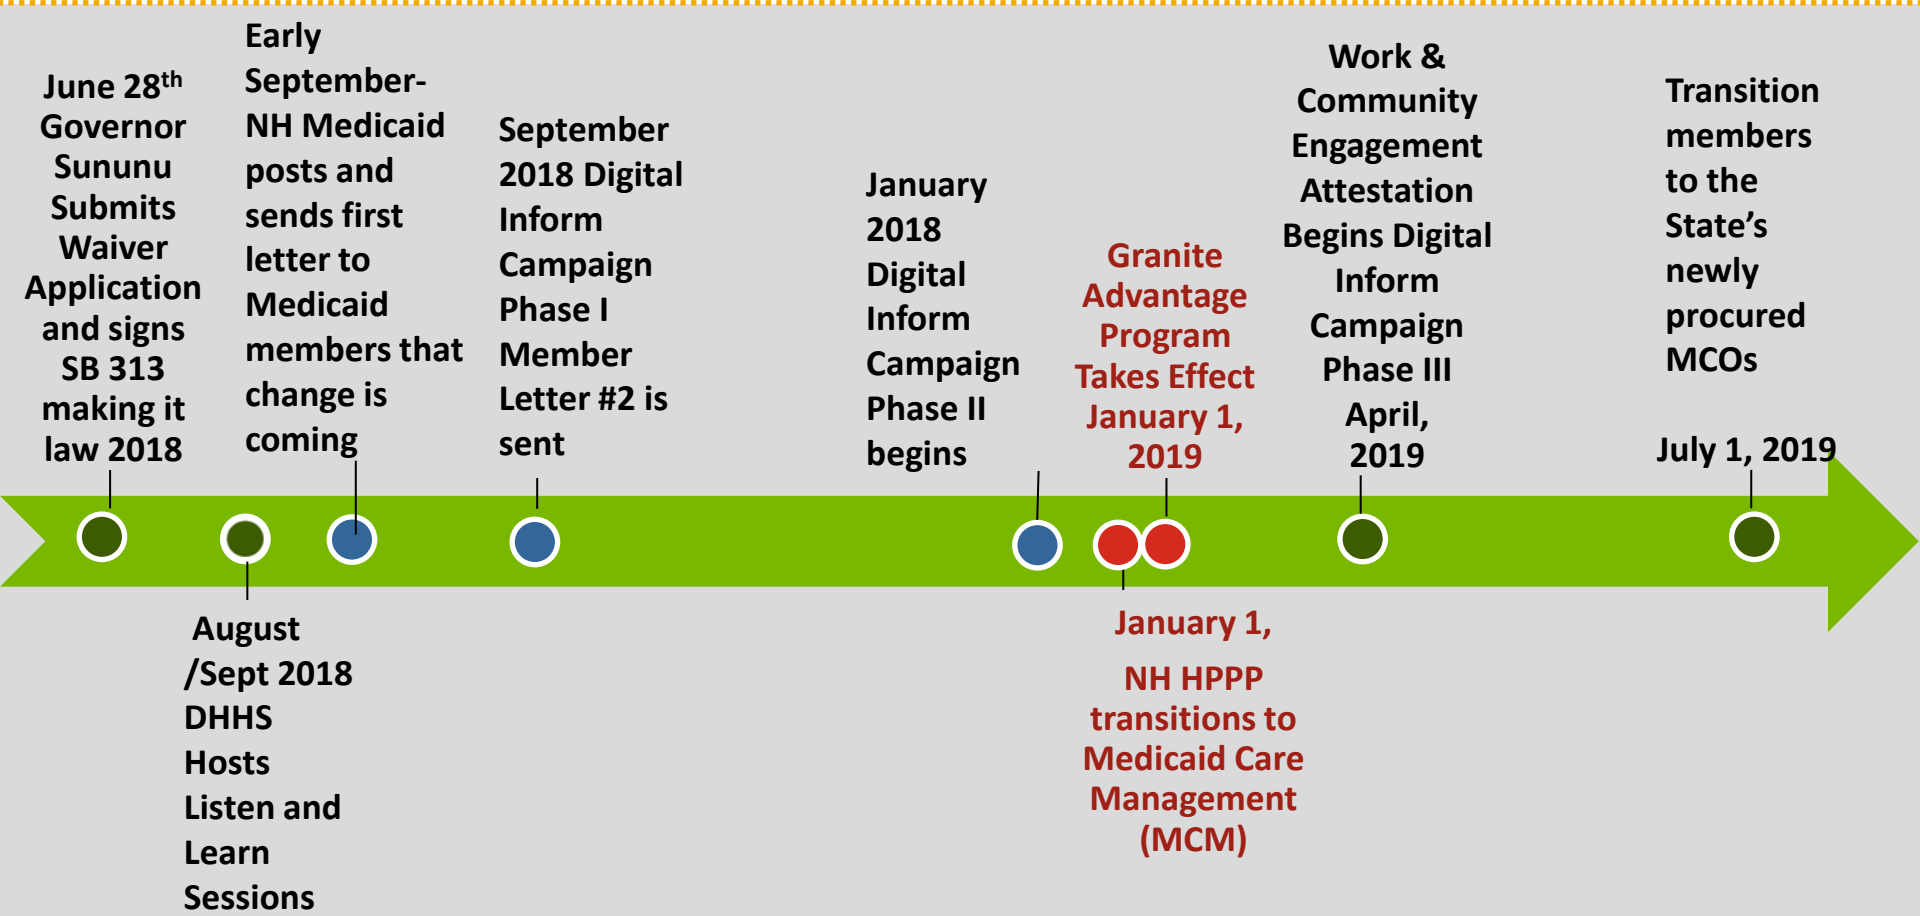 June 28th
Governor
Sununu
Submits
Waiver
Application
and signs
SB 313
making it
law 2018
Early
September-
NH Medicaid
posts and
sends first
letter to
Medicaid
members that
change is
coming
September
2018 Digital
Inform
Campaign
Phase I
Member
Letter #2 is
sent
January
2018
Digital
Inform
Campaign
Phase II
begins
Granite
Advantage
Program
Takes Effect
January 1,
2019
Work &
Community
Engagement
Attestation
Begins Digital
Inform
Campaign
Phase III
April,
2019
Transition
members
to the
State’s
newly
procured
MCOs
July 1, 2019
August
/Sept 2018
DHHS
Hosts
Listen and
Learn
Sessions
January 1,
NH HPPP
transitions to
Medicaid Care
Management
(MCM)